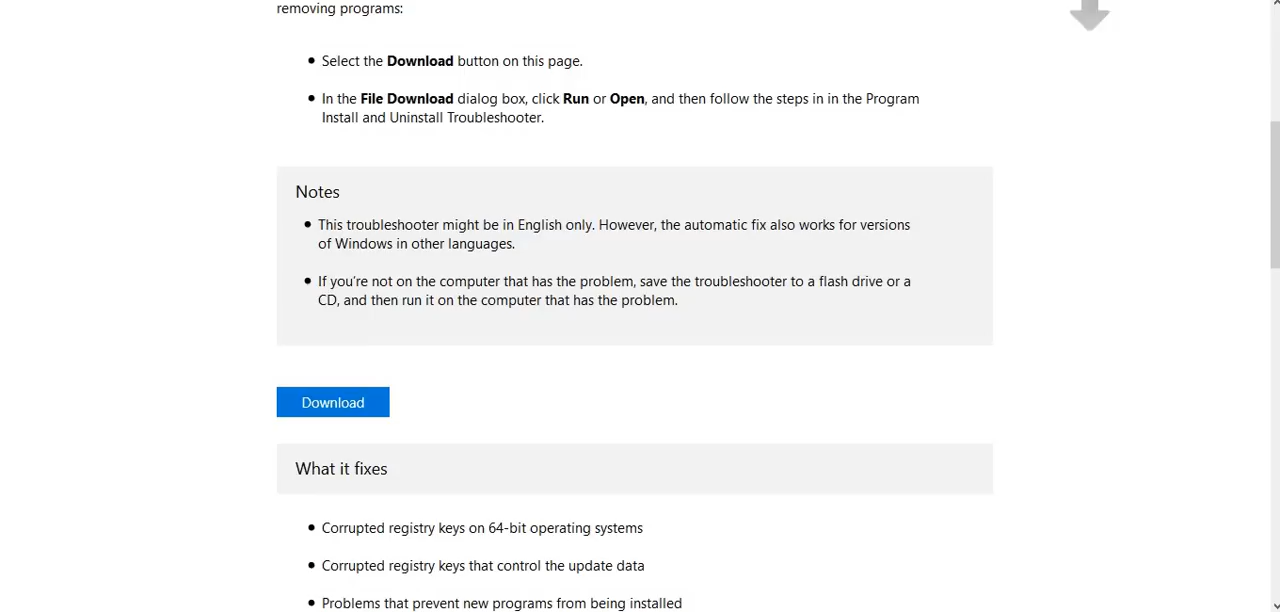 removing programs:
● Select the Download button on this page.
● In the File Download dialog box, click Run or Open, and then follow the steps in in the Program
Install and Uninstall Troubleshooter.
Notes
● This troubleshooter might be in English only. However, the automatic fix also works for versions
of Windows in other languages.
● If you're not on the computer that has the problem, save the troubleshooter to a flash drive or a
CD, and then run it on the computer that has the problem.
Download
What it fixes
● Corrupted registry keys on 64-bit operating systems
● Corrupted registry keys that control the update data
● Problems that prevent new programs from being installed